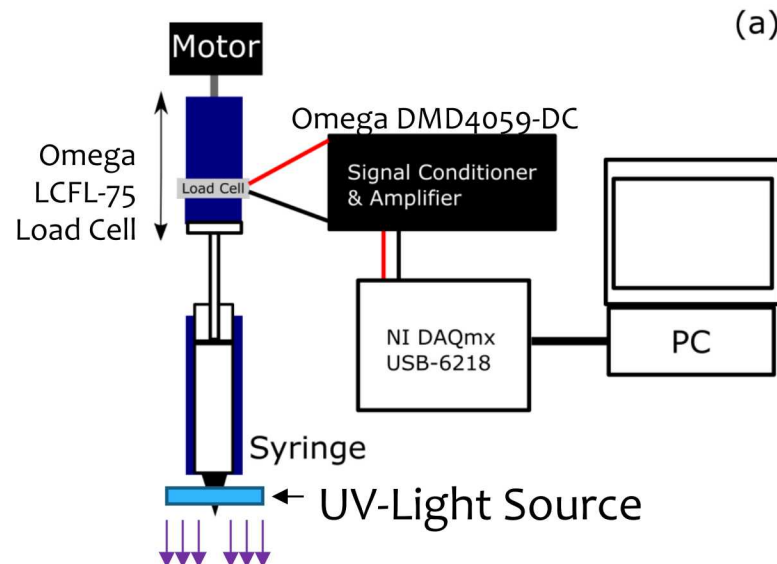 (a)
Motor
Omega DMD4059-DC
Omega
LCFL-75
Load Cell
Load Cell
Signal Conditioner
& Amplifier
NI DAQmx
USB-6218
PC
Syringe
UV-Light Source